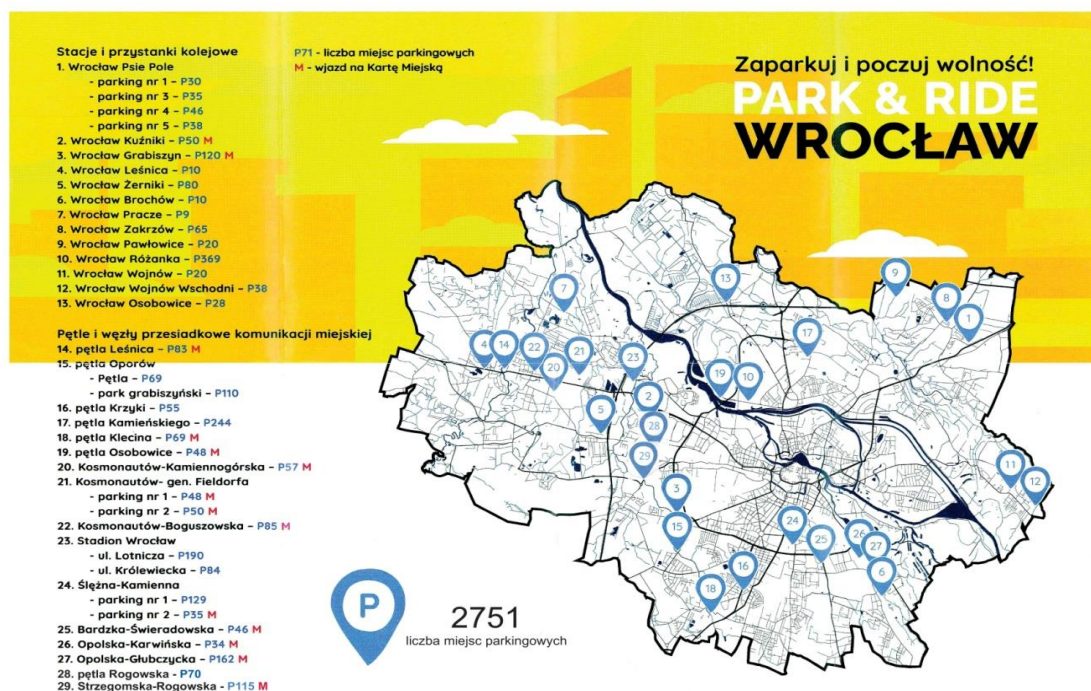 Stacje i przystanki kolejowe
1. Wrocław Psie Pole
- parking nr 1 – P30
- parking nr 3 – P35
- parking nr 4 – P46
- parking nr 5 – P38
2. Wrocław Kuźniki – P50 M
3. Wrocław Grabiszyn – P120 M
4. Wrocław Leśnica – P10
5. Wrocław Żerniki – P80
6. Wrocław Brochów – P10
7. Wrocław Pracze – P9
8. Wrocław Zakrzów – P65
9. Wrocław Pawłowice – P20
10. Wrocław Różanka – P369
11. Wrocław Wojnów – P20
12. Wrocław Wojnów Wschodni – P38
13. Wrocław Osobowice – P28
Pętle i węzły przesiadkowe komunikacji miejskiej
14. pętla Leśnica – P83 M
15. pętla Oporów
- Pętla – P69
- park grabiszyński – P110
16. pętla Krzyki – P55
17. pętla Kamieńskiego – P244
18. pętla Klecina – P69 M
19. pętla Osobowice – P48 M
20. Kosmonautów-Kamiennogórska – P57 M
21. Kosmonautów- gen. Fieldorfa
- parking nr 1 – P48 M
- parking nr 2 – P50 M
22. Kosmonautów-Boguszowska – P85 M
23. Stadion Wrocław
- ul. Lotnicza – P190
- ul. Królewiecka – P84
24. Ślężna-Kamienna
- parking nr 1 – P129
- parking nr 2 – P35 M
25. Bardzka-Świeradowska – P46 M
26. Opolska-Karwińska – P34 M
27. Opolska-Głubczycka – P162 M
28. pętla Rogowska - P70
29. Strzegomska-Rogowska - P115 M
P71 - liczba miejsc parkingowych
M - wjazd na Kartę Miejską
Zaparkuj i poczuj wolność!
PARK & RIDE
WROCŁAW
9
7
13
8
1
17
4
14
22
21
23
20
19
10
2
5
28
29
11
12
3
15
24
25
26
27
16
6
18
P
2751
liczba miejsc parkingowych